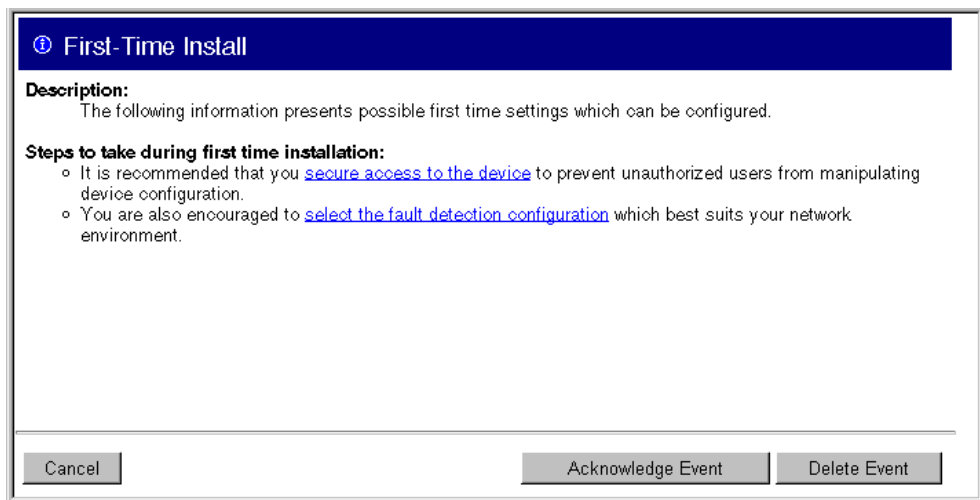 First-Time Install
Description:
The following information presents possible first time settings which can be configured.
Steps to take during first time installation:
It is recommended that you secure access to the device to prevent unauthorized users from manipulating
device configuration.
You are also encouraged to select the fault detection configuration which best suits your network
environment.
Cancel
Acknowledge Event
Delete Event